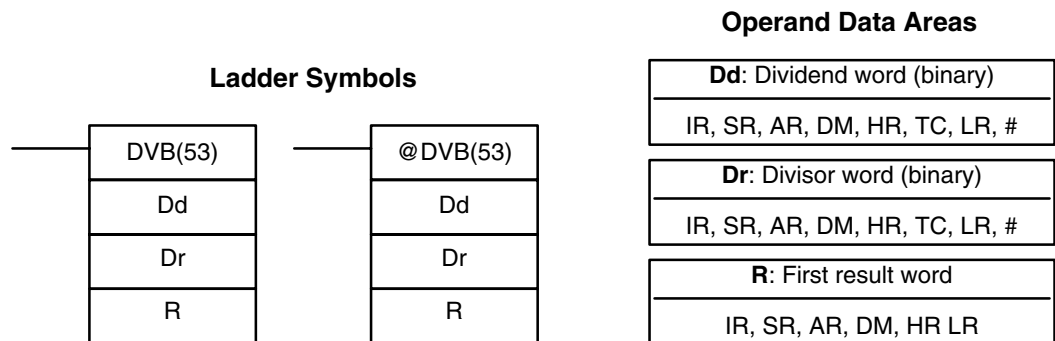 Ladder Symbols
DVB(53)
Dd
Dr
R
@DVB(53)
Dd
Dr
R
Operand Data Areas
Dd: Dividend word (binary)
IR, SR, AR, DM, HR, TC, LR, #
Dr: Divisor word (binary)
IR, SR, AR, DM, HR, TC, LR, #
R: First result word
IR, SR, AR, DM, HR LR